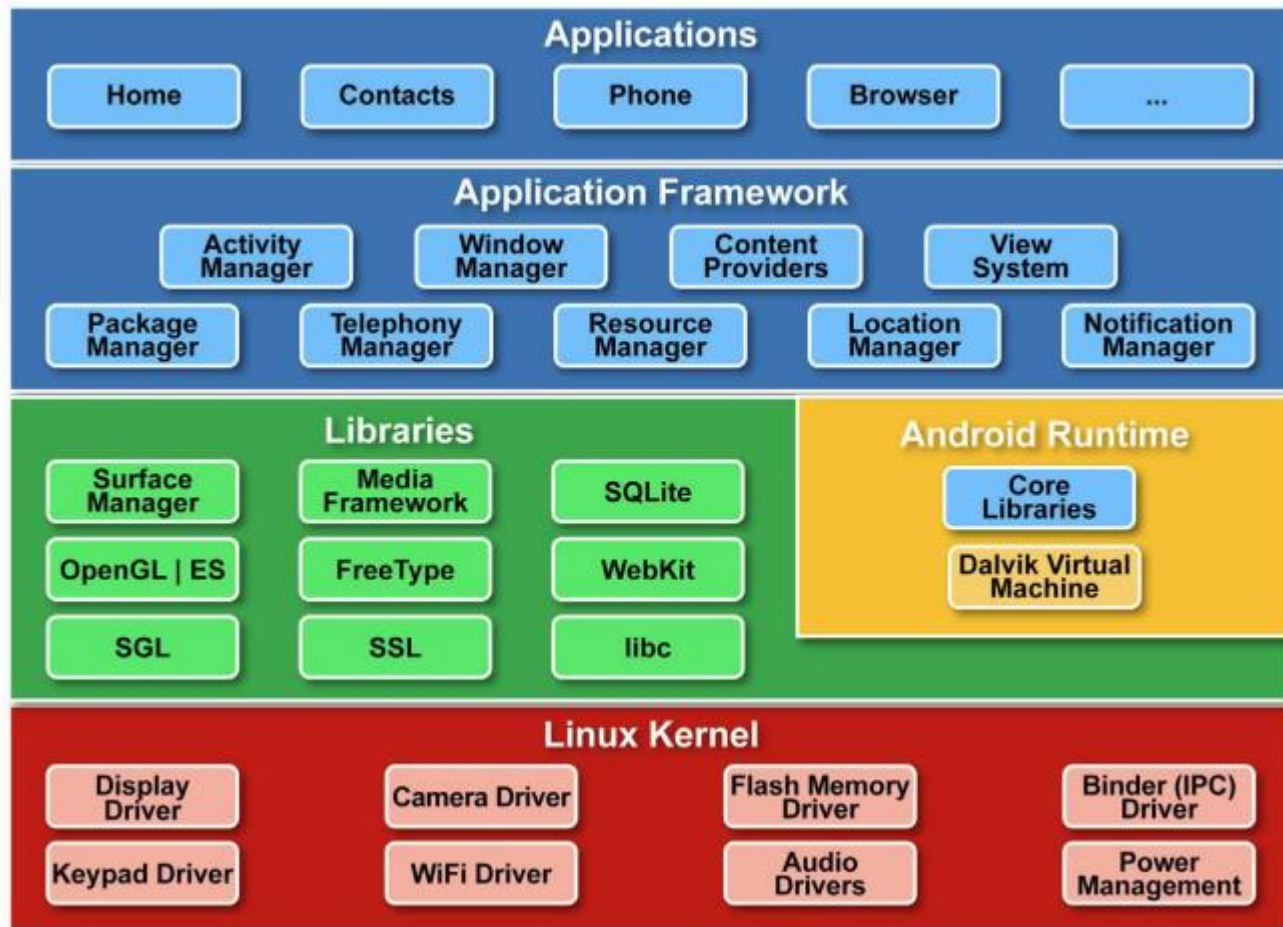 Applications
Home
Contacts
Phone
Browser
...
Application Framework
Activity
Manager
Window
Manager
Content
Providers
View
System
Package
Manager
Telephony
Manager
Resource
Manager
Location
Manager
Notification
Manager
Libraries
Surface
Manager
Media
Framework
SQLite
OpenGL | ES
FreeType
WebKit
SGL
SSL
libc
Android Runtime
Core
Libraries
Dalvik Virtual
Machine
Linux Kernel
Display
Driver
Camera Driver
Flash Memory
Driver
Binder (IPC)
Driver
Keypad Driver
WiFi Driver
Audio
Drivers
Power
Management